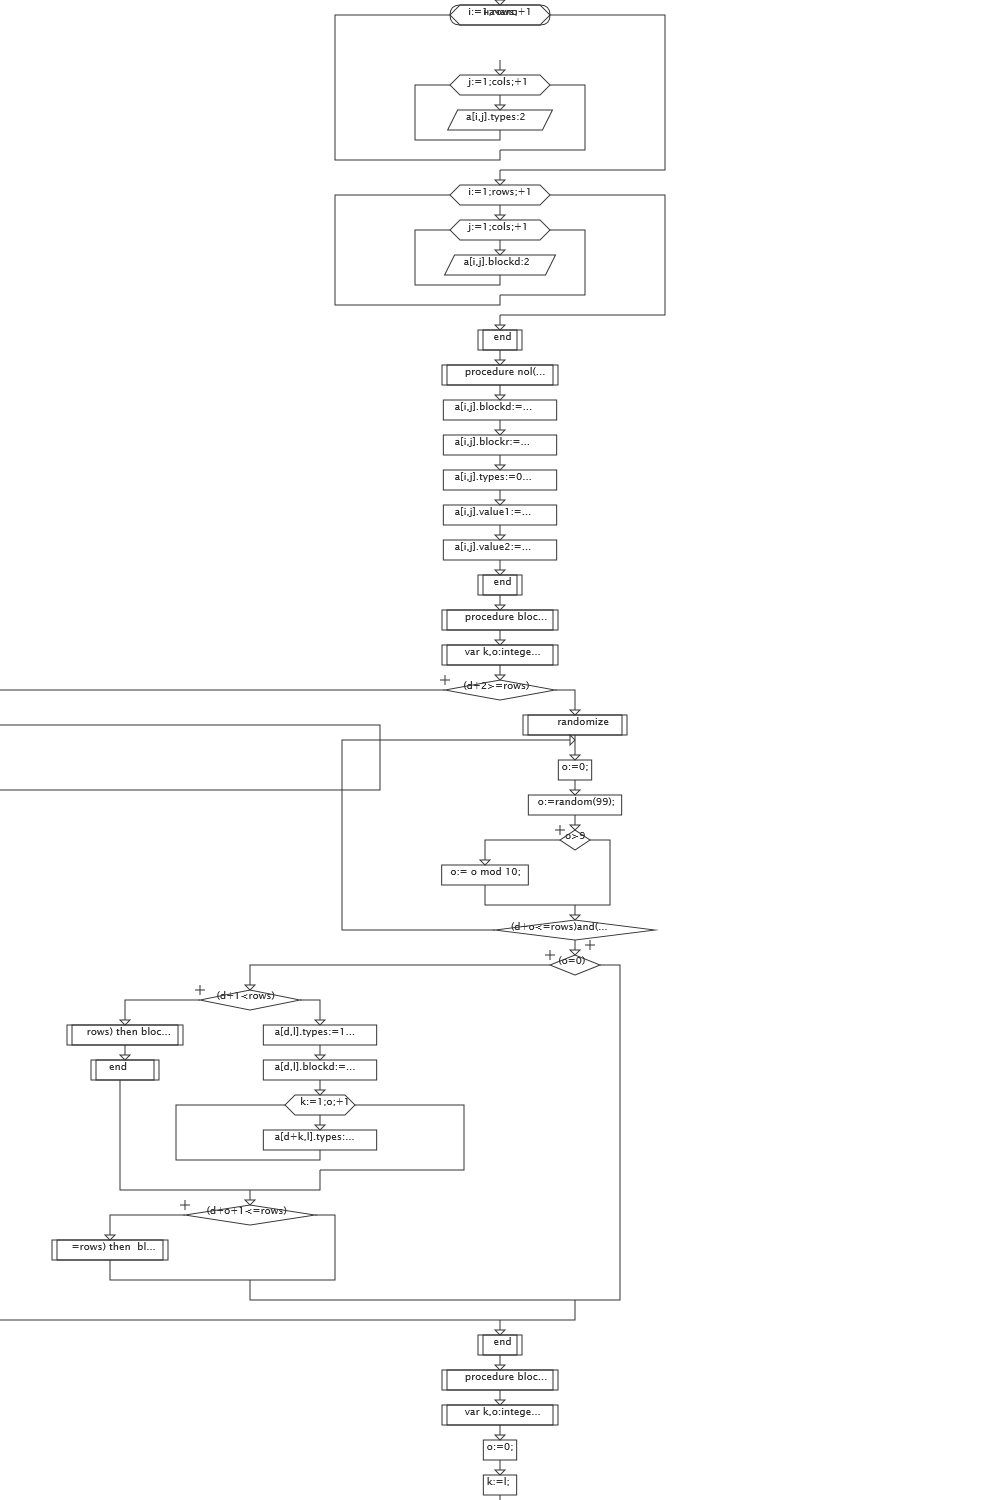 i:=1;rows;+1
j:=1;cols;+1
a[i,j].types:2
i:=1;rows;+1
j:=1;cols;+1
a[i,j].blockd:2
end
procedure nol(...
a[i,j].blockd:=...
a[i,j].blockr:=...
a[i,j].types:=0...
a[i,j].value1:=...
a[i,j].value2:=...
end
procedure bloc...
var k,o:intege...
+
(d+2>=rows)
randomize
o:=0;
o:=random(99);
+
o>9
o:= o mod 10;
(d+o<=rows)and(...
+
+
(o=0)
+
(d+1<rows)
rows) then bloc...
a[d,l].types:=1...
end
a[d,l].blockd:=...
k:=1;o;+1
a[d+k,l].types:...
+
(d+o+1<=rows)
=rows) then  bl...
end
procedure bloc...
var k,o:intege...
o:=0;
k:=l;